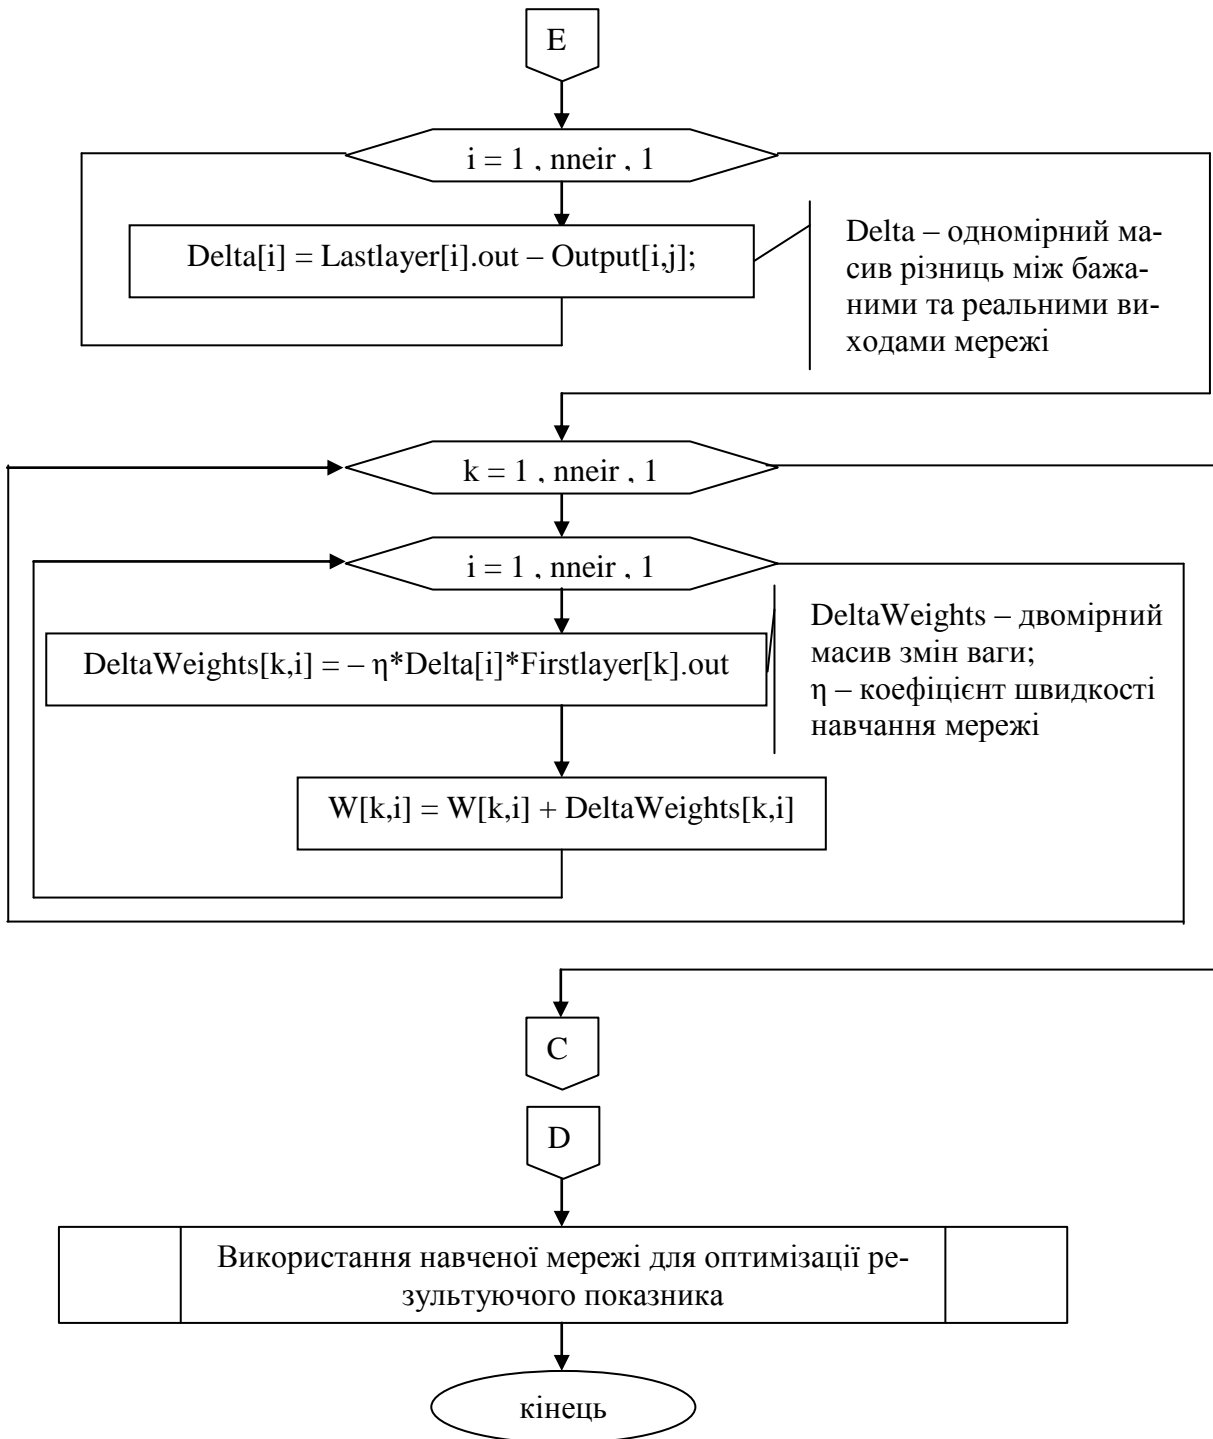 E
i = 1 , nneir , 1
Delta[i] = Lastlayer[i].out – Output[i,j];
Delta – одномірний ма-
сив різниць між бажа-
ними та реальними ви-
ходами мережі
k = 1 , nneir , 1
i = 1 , nneir , 1
DeltaWeights[k,i] = – η*Delta[i]*Firstlayer[k].out
DeltaWeights – двомірний
масив змін ваги;
η – коефіцієнт швидкості
навчання мережі
W[k,i] = W[k,i] + DeltaWeights[k,i]
C
D
Використання навченої мережі для оптимізації ре-
зультуючого показника
кінець